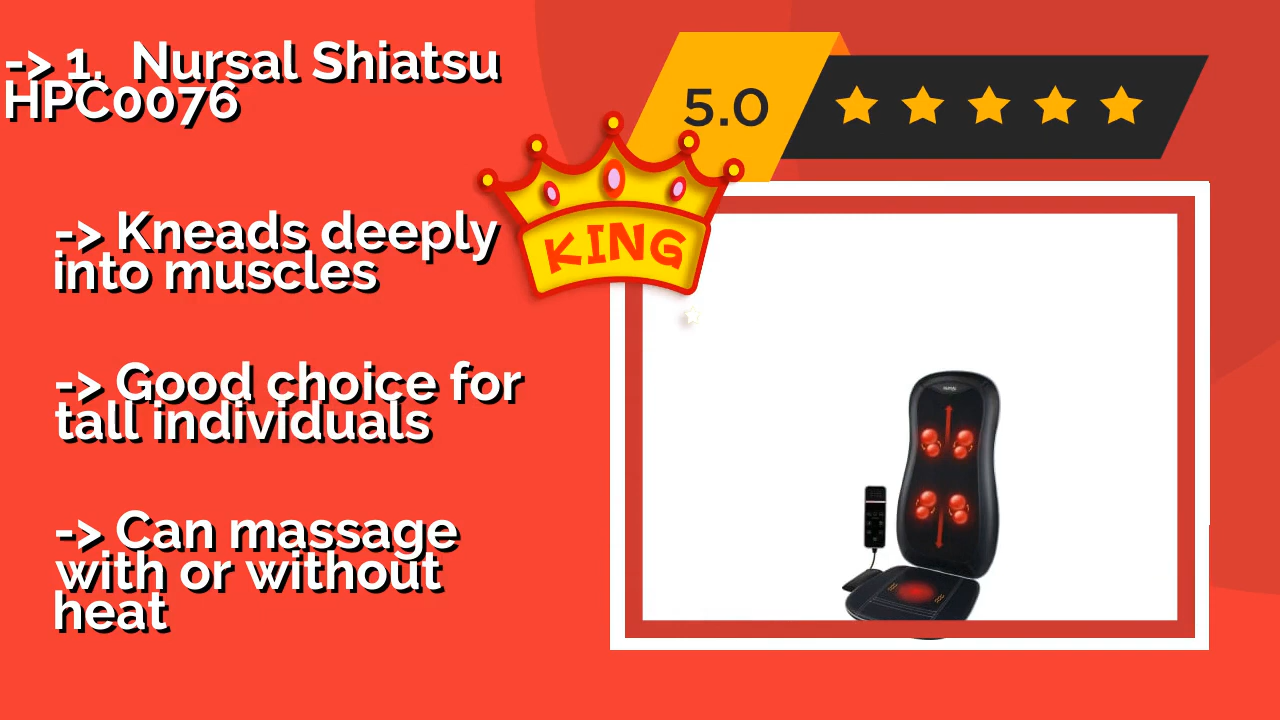 -> 1.  Nursal Shiatsu
HPC0076
5.0
KING
-> Kneads deeply
into muscles
-> Good choice for
tall individuals
-> Can massage
with or without
heat